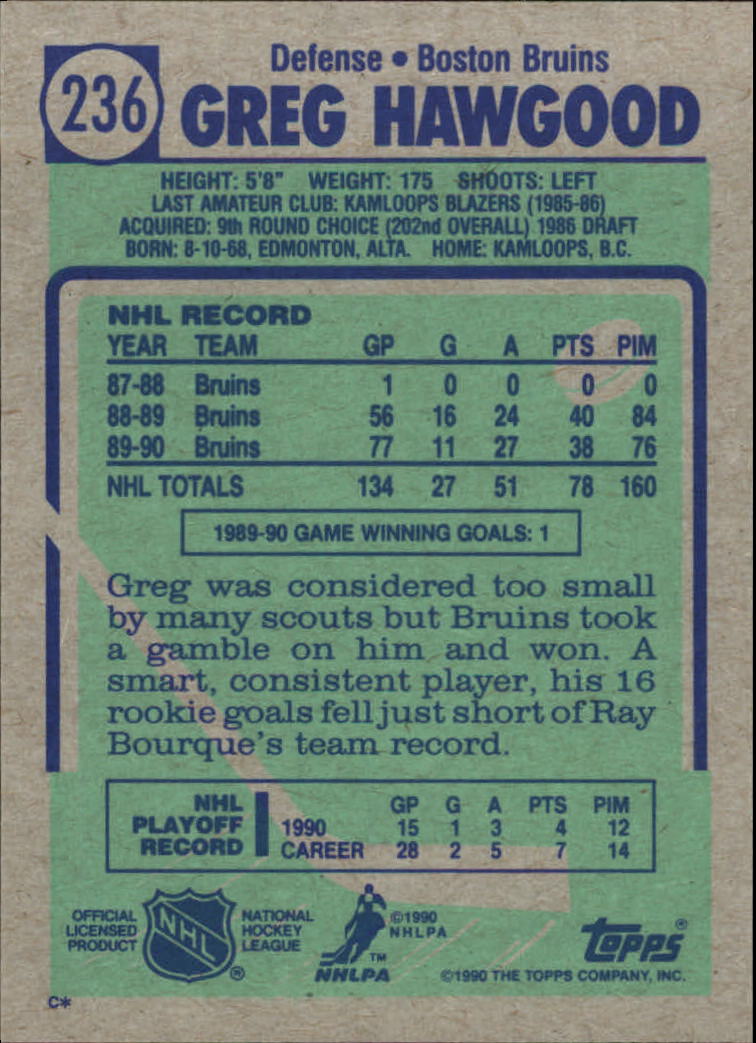 Defense • Boston Bruins
236 GREG HAWGOOD
HEIGHT: 5'8" WEIGHT: 175 SHOOTS: LEFT
LAST AMATEUR CLUB: KAMLOOPS BLAZERS (1985-86)
ACQUIRED: 9th ROUND CHOICE (202nd OVERALL) 1986 DRAFT
BORN: 8-10-68, EDMONTON, ALTA. HOME: KAMLOOPS, B.C.
NHL RECORD
YEAR TEAM GP G A PTS PIM
87-88 Bruins 1 0 0 0 0
88-89 Bruins 56 16 24 40 84
89-90 Bruins 77 11 27 38 76
NHL TOTALS 134 27 51 78 160
1989-90 GAME WINNING GOALS: 1
Greg was considered too small
by many scouts but Bruins took
a gamble on him and won. A
smart, consistent player, his 16
rookie goals fell just short of Ray
Bourque's team record.
NHL PLAYOFF RECORD
GP G A PTS PIM
1990 15 1 3 4 12
CAREER 28 2 5 7 14
OFFICIAL
LICENSED
PRODUCT
NHL
®
NATIONAL
HOCKEY
LEAGUE
TM
NHLPA
©1990
NHLPA
Topps®
©1990 THE TOPPS COMPANY, INC.
C*